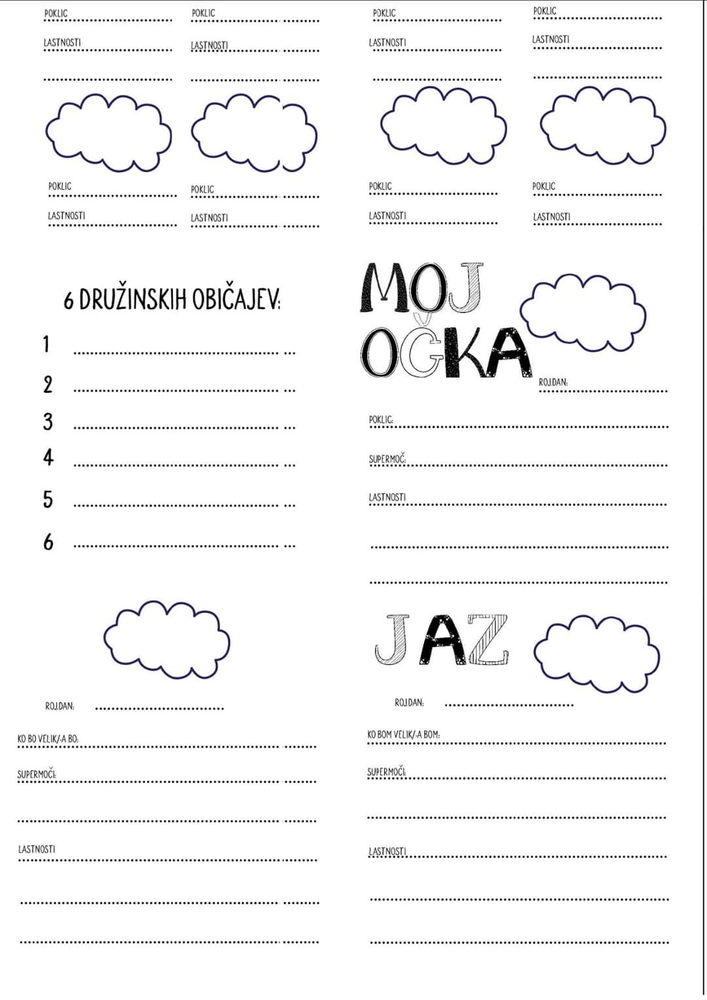 POKLIC POKLIC POKLIC POKLIC
LASTNOSTI LASTNOSTI LASTNOSTI LASTNOSTI
POKLIC POKLIC POKLIC POKLIC
LASTNOSTI LASTNOSTI LASTNOSTI LASTNOSTI
6 DRUŽINSKIH OBIČAJEV:
1
2
3
4
5
6
MOJ
OČKA
ROJ.DAN:
POKLIC:
SUPERMOČ:
LASTNOSTI
ROJ.DAN:
KO BO VELIK/-A BO:
SUPERMOČI:
LASTNOSTI
JAZ
ROJ.DAN:
KO BOM VELIK/-A BOM:
SUPERMOČI:
LASTNOSTI